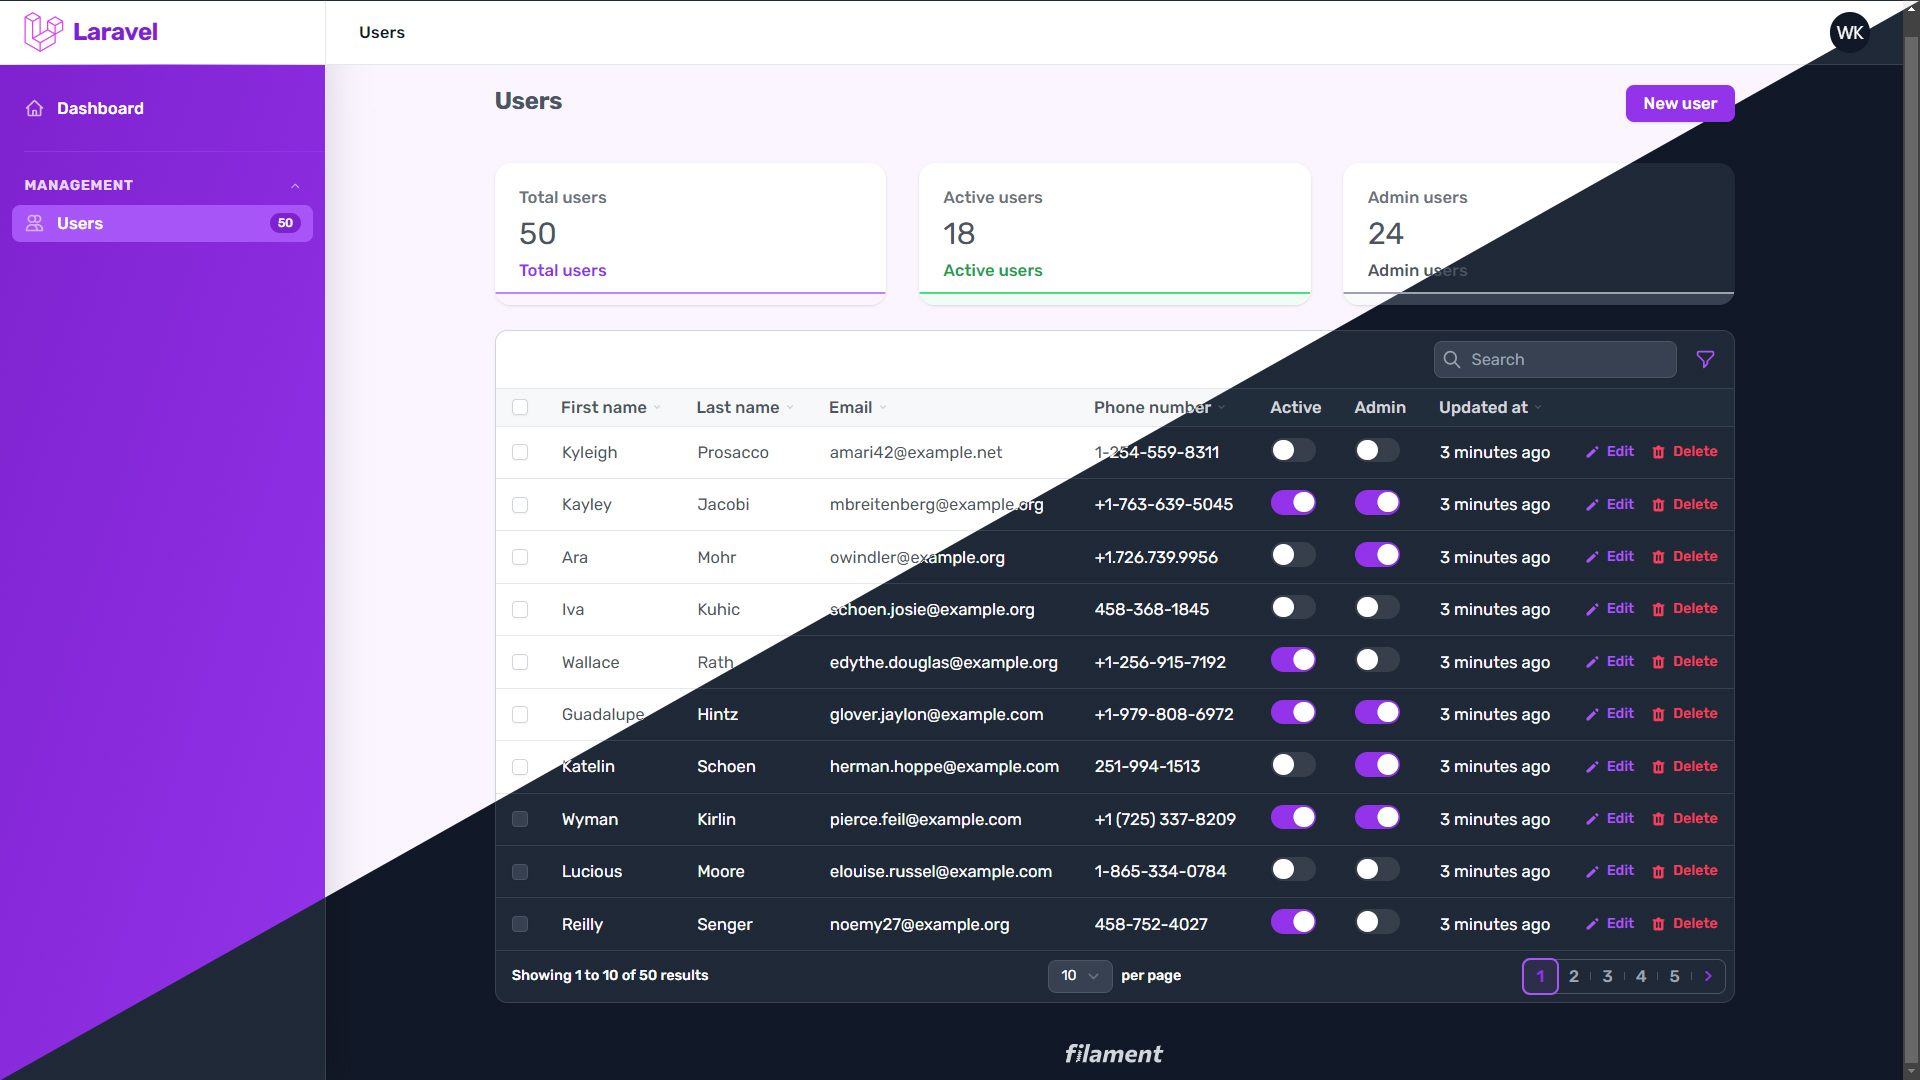 Laravel
Users
WK
Dashboard
MANAGEMENT
Users 50
Users
New user
Total users
50
Total users
Active users
18
Active users
Admin users
24
Admin users
Search
First name Last name Email Phone number Active Admin Updated at
Kyleigh Prosacco amari42@example.net 1-254-559-8311 3 minutes ago Edit Delete
Kayley Jacobi mbreitenberg@example.org +1-763-639-5045 3 minutes ago Edit Delete
Ara Mohr owindler@example.org +1.726.739.9956 3 minutes ago Edit Delete
Iva Kuhic schoen.josie@example.org 458-368-1845 3 minutes ago Edit Delete
Wallace Rath edythe.douglas@example.org +1-256-915-7192 3 minutes ago Edit Delete
Guadalupe Hintz glover.jaylon@example.com +1-979-808-6972 3 minutes ago Edit Delete
Katelin Schoen herman.hoppe@example.com 251-994-1513 3 minutes ago Edit Delete
Wyman Kirlin pierce.feil@example.com +1 (725) 337-8209 3 minutes ago Edit Delete
Lucious Moore elouise.russel@example.com 1-865-334-0784 3 minutes ago Edit Delete
Reilly Senger noemy27@example.org 458-752-4027 3 minutes ago Edit Delete
Showing 1 to 10 of 50 results
10 per page
1 2 3 4 5
filament